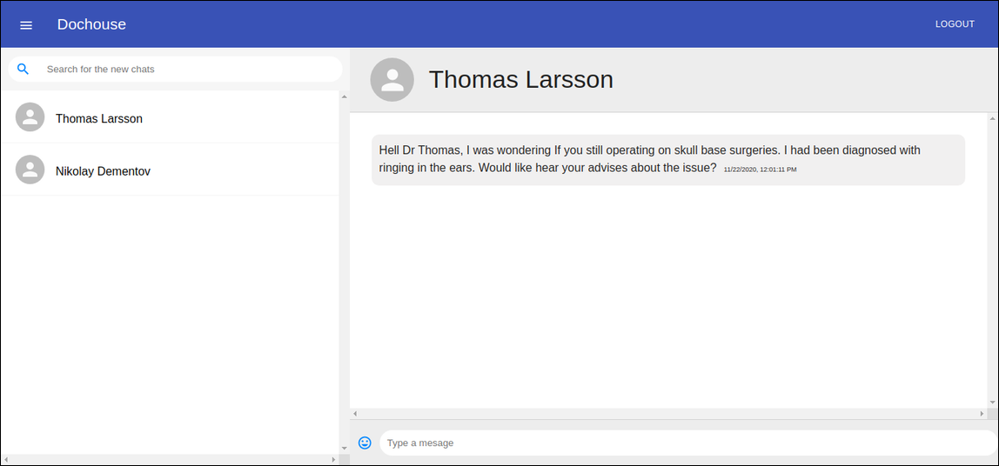 Dochouse
LOGOUT
Search for the new chats
Thomas Larsson
Nikolay Dementov
Thomas Larsson
Hell Dr Thomas, I was wondering If you still operating on skull base surgeries. I had been diagnosed with
ringing in the ears. Would like hear your advises about the issue? 11/22/2020, 12:01:11 PM
Type a mesage